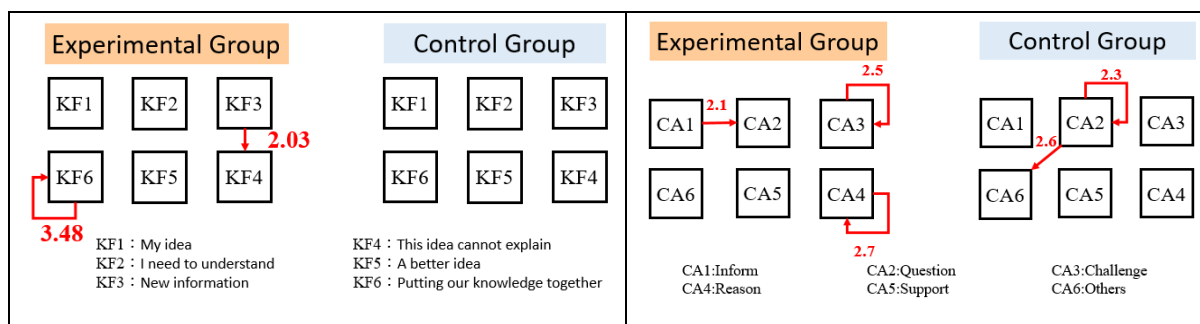 Experimental Group
Control Group
KF1 KF2 KF3
KF1 KF2 KF3
2.03
KF6 KF5 KF4
KF6 KF5 KF4
3.48
KF1：My idea
KF2：I need to understand
KF3：New information
KF4：This idea cannot explain
KF5：A better idea
KF6：Putting our knowledge together
Experimental Group
Control Group
2.5
2.3
2.1
CA1 CA2 CA3
CA1 CA2 CA3
2.6
CA6 CA5 CA4
CA6 CA5 CA4
2.7
CA1:Inform CA2:Question CA3:Challenge
CA4:Reason CA5:Support CA6:Others